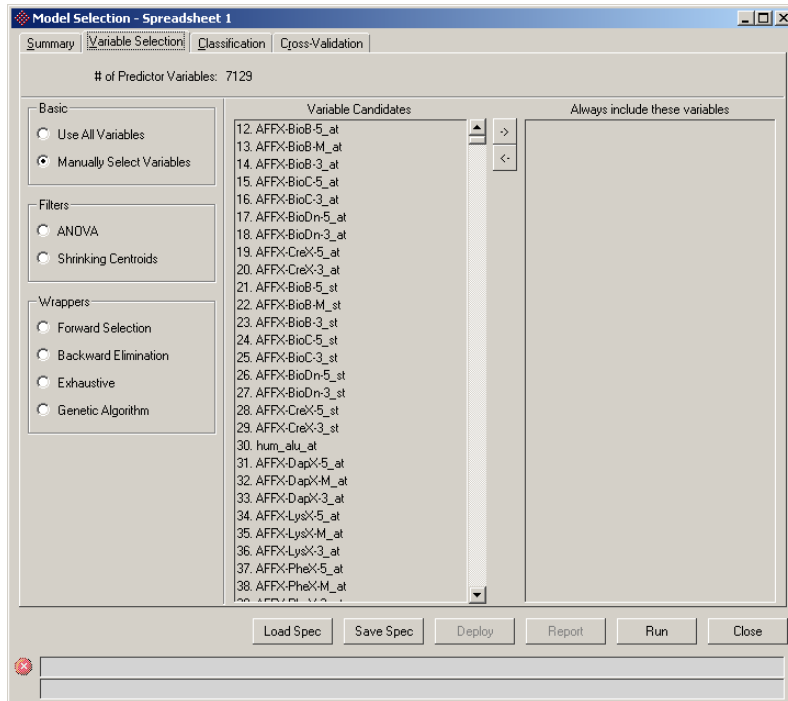 Model Selection - Spreadsheet 1
Summary Variable Selection Classification Cross-Validation
# of Predictor Variables: 7129
Basic
Use All Variables
Manually Select Variables
Filters
ANOVA
Shrinking Centroids
Wrappers
Forward Selection
Backward Elimination
Exhaustive
Genetic Algorithm
Variable Candidates
12. AFFX-BioB-5_at
13. AFFX-BioB-M_at
14. AFFX-BioB-3_at
15. AFFX-BioC-5_at
16. AFFX-BioC-3_at
17. AFFX-BioDn-5_at
18. AFFX-BioDn-3_at
19. AFFX-CreX-5_at
20. AFFX-CreX-3_at
21. AFFX-BioB-5_st
22. AFFX-BioB-M_st
23. AFFX-BioB-3_st
24. AFFX-BioC-5_st
25. AFFX-BioC-3_st
26. AFFX-BioDn-5_st
27. AFFX-BioDn-3_st
28. AFFX-CreX-5_st
29. AFFX-CreX-3_st
30. hum_alu_at
31. AFFX-DapX-5_at
32. AFFX-DapX-M_at
33. AFFX-DapX-3_at
34. AFFX-LysX-5_at
35. AFFX-LysX-M_at
36. AFFX-LysX-3_at
37. AFFX-PheX-5_at
38. AFFX-PheX-M_at
->
<-
Always include these variables
Load Spec Save Spec Deploy Report Run Close